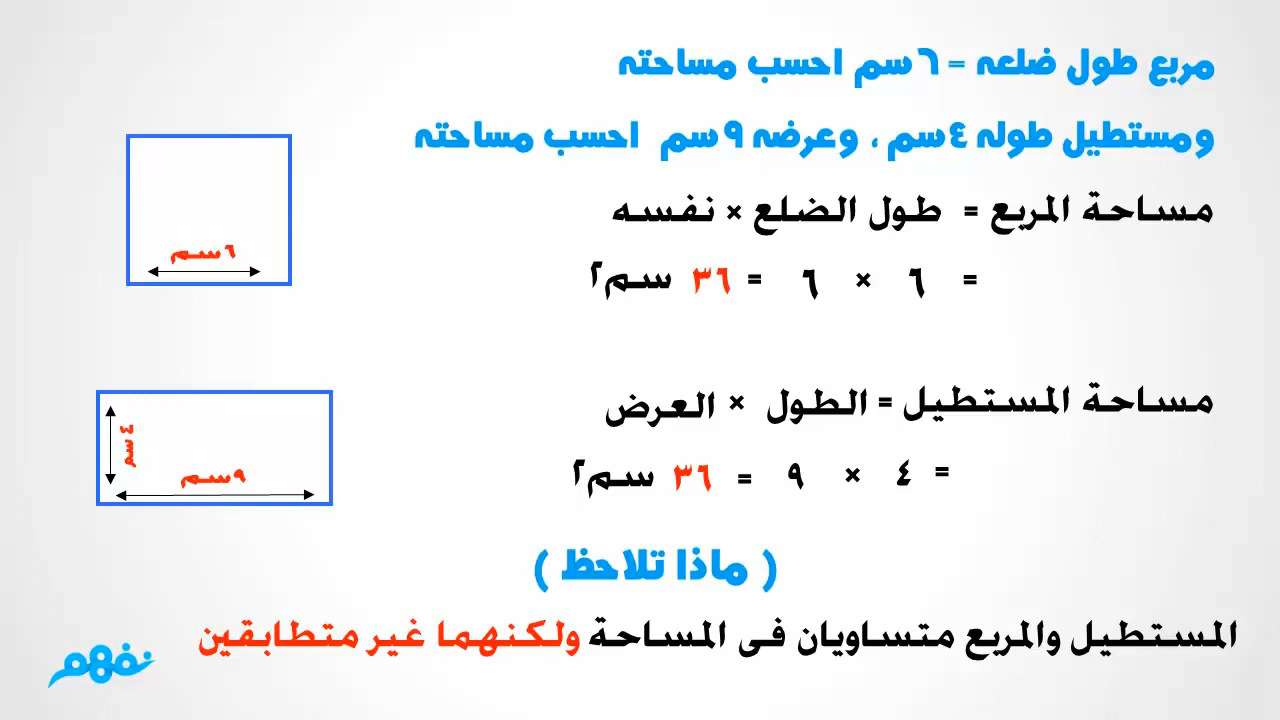 مربع طول ضلعه = ٦ سم احسب مساحته
ومستطيل طوله ٤ سم ، وعرضه ٩ سم احسب مساحته
مساحة المربع = طول الضلع × نفسه
= ٦ × ٦ = ٣٦ سم٢
٦ سم
مساحة المستطيل = الطول × العرض
= ٤ × ٩ = ٣٦ سم٢
٤ سم
٩ سم
( ماذا تلاحظ )
المستطيل والمربع متساويان فى المساحة ولكنهما غير متطابقين
نفهم